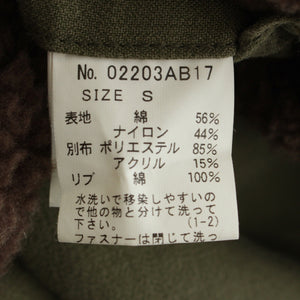 No. 02203AB17
SIZE S
表地 綿 56%
ナイロン 44%
別布 ポリエステル 85%
アクリル 15%
リブ 綿 100%
水洗いで移染しやすいの
で他の物と分けて洗って
下さい。 (1-2)
ファスナーは閉じて洗っ